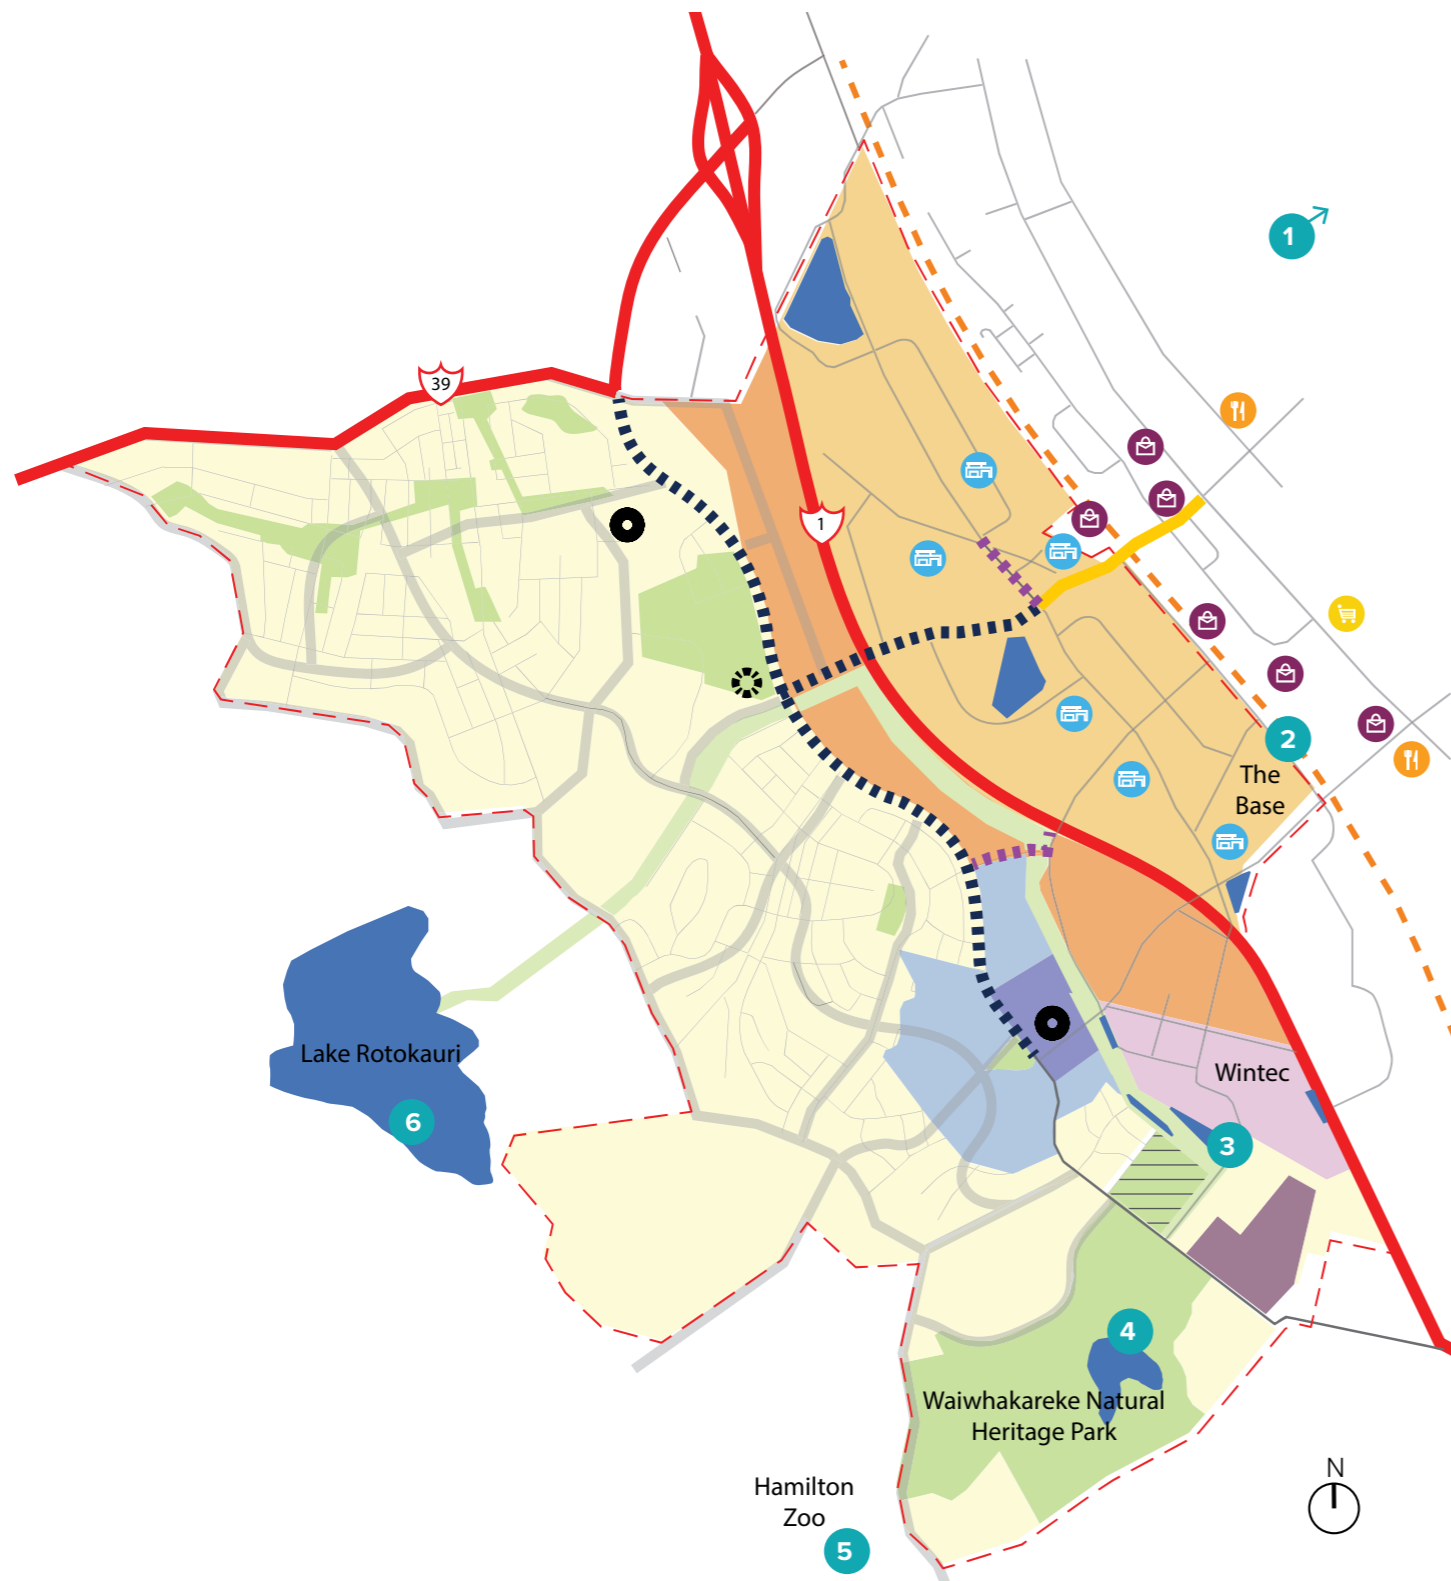 1
39
1
2
The
Base
Lake Rotokauri
Wintec
6
3
4
Waiwhakareke Natural
Heritage Park
N
Hamilton
Zoo
5